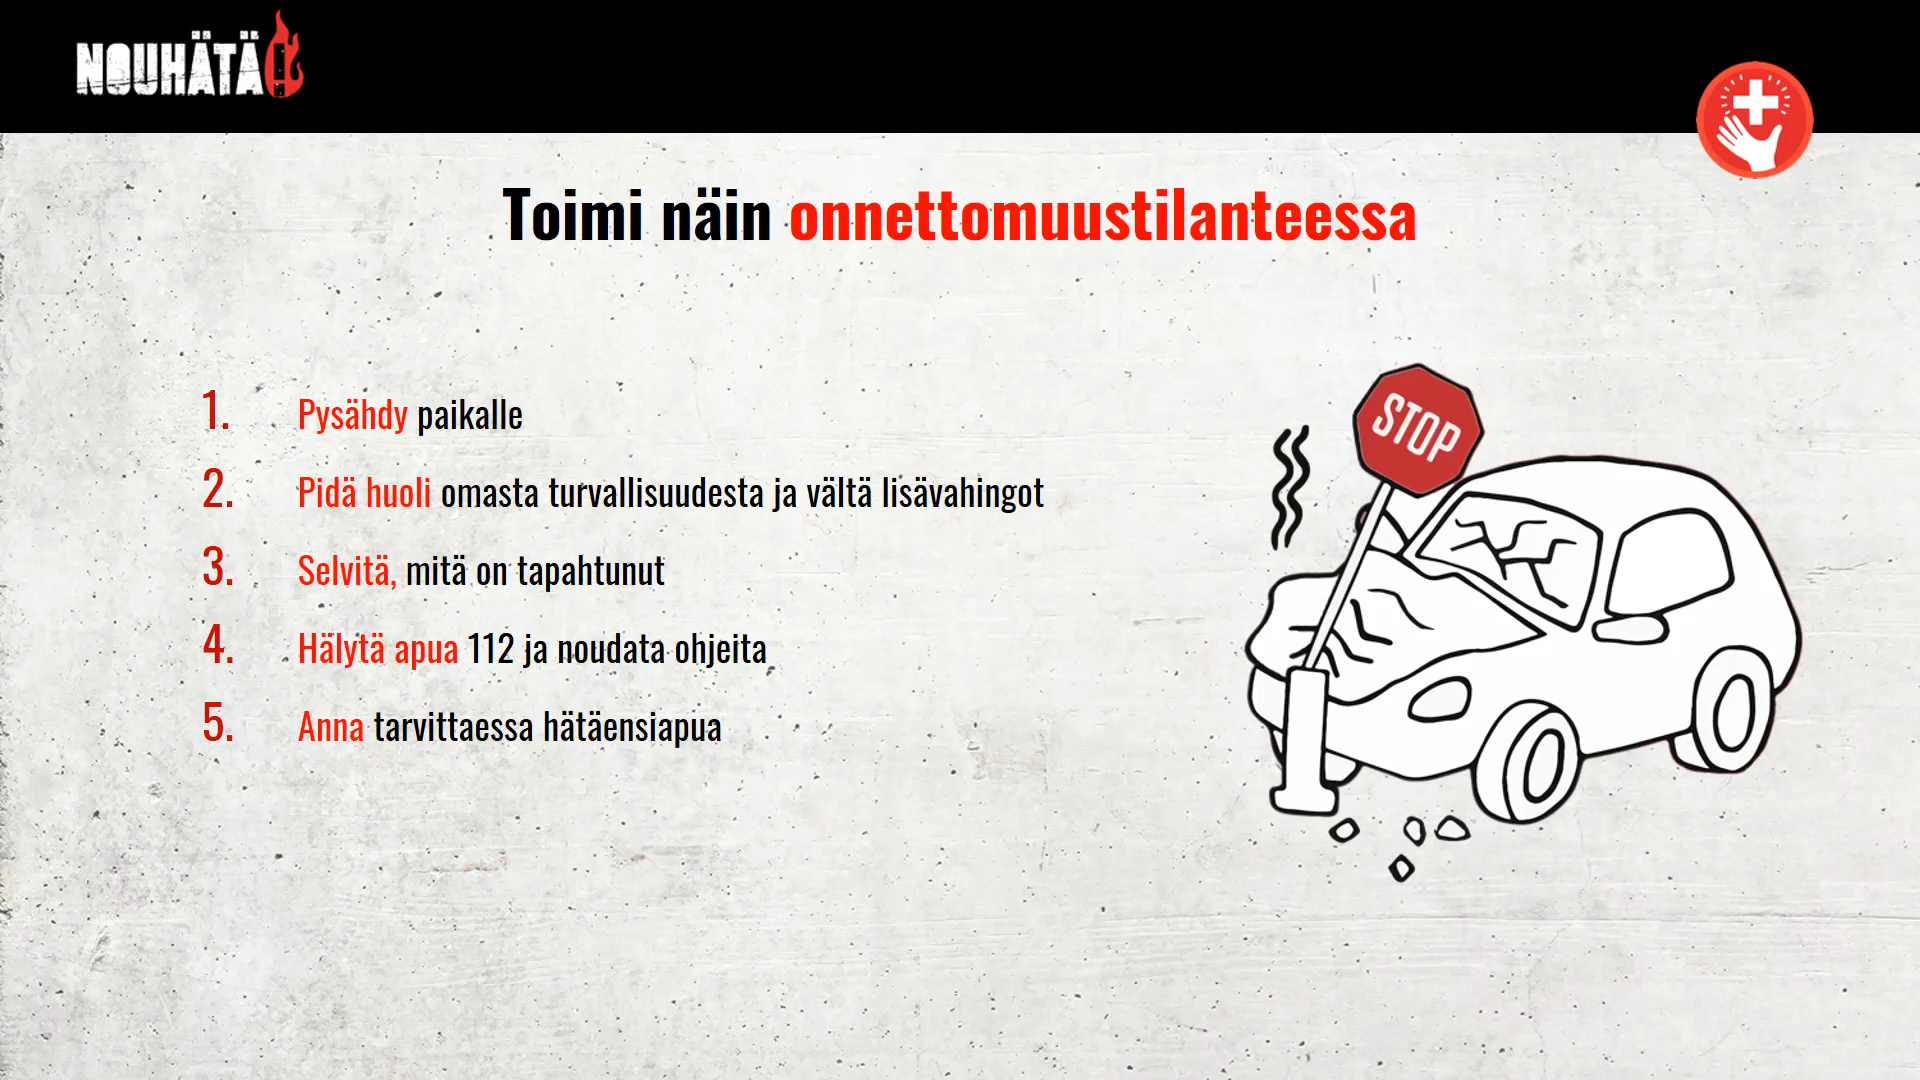 NOUHÄTÄ!
Toimi näin onnettomuustilanteessa
1. Pysähdy paikalle
2. Pidä huoli omasta turvallisuudesta ja vältä lisävahingot
3. Selvitä, mitä on tapahtunut
4. Hälytä apua 112 ja noudata ohjeita
5. Anna tarvittaessa hätäensiapua
STOP